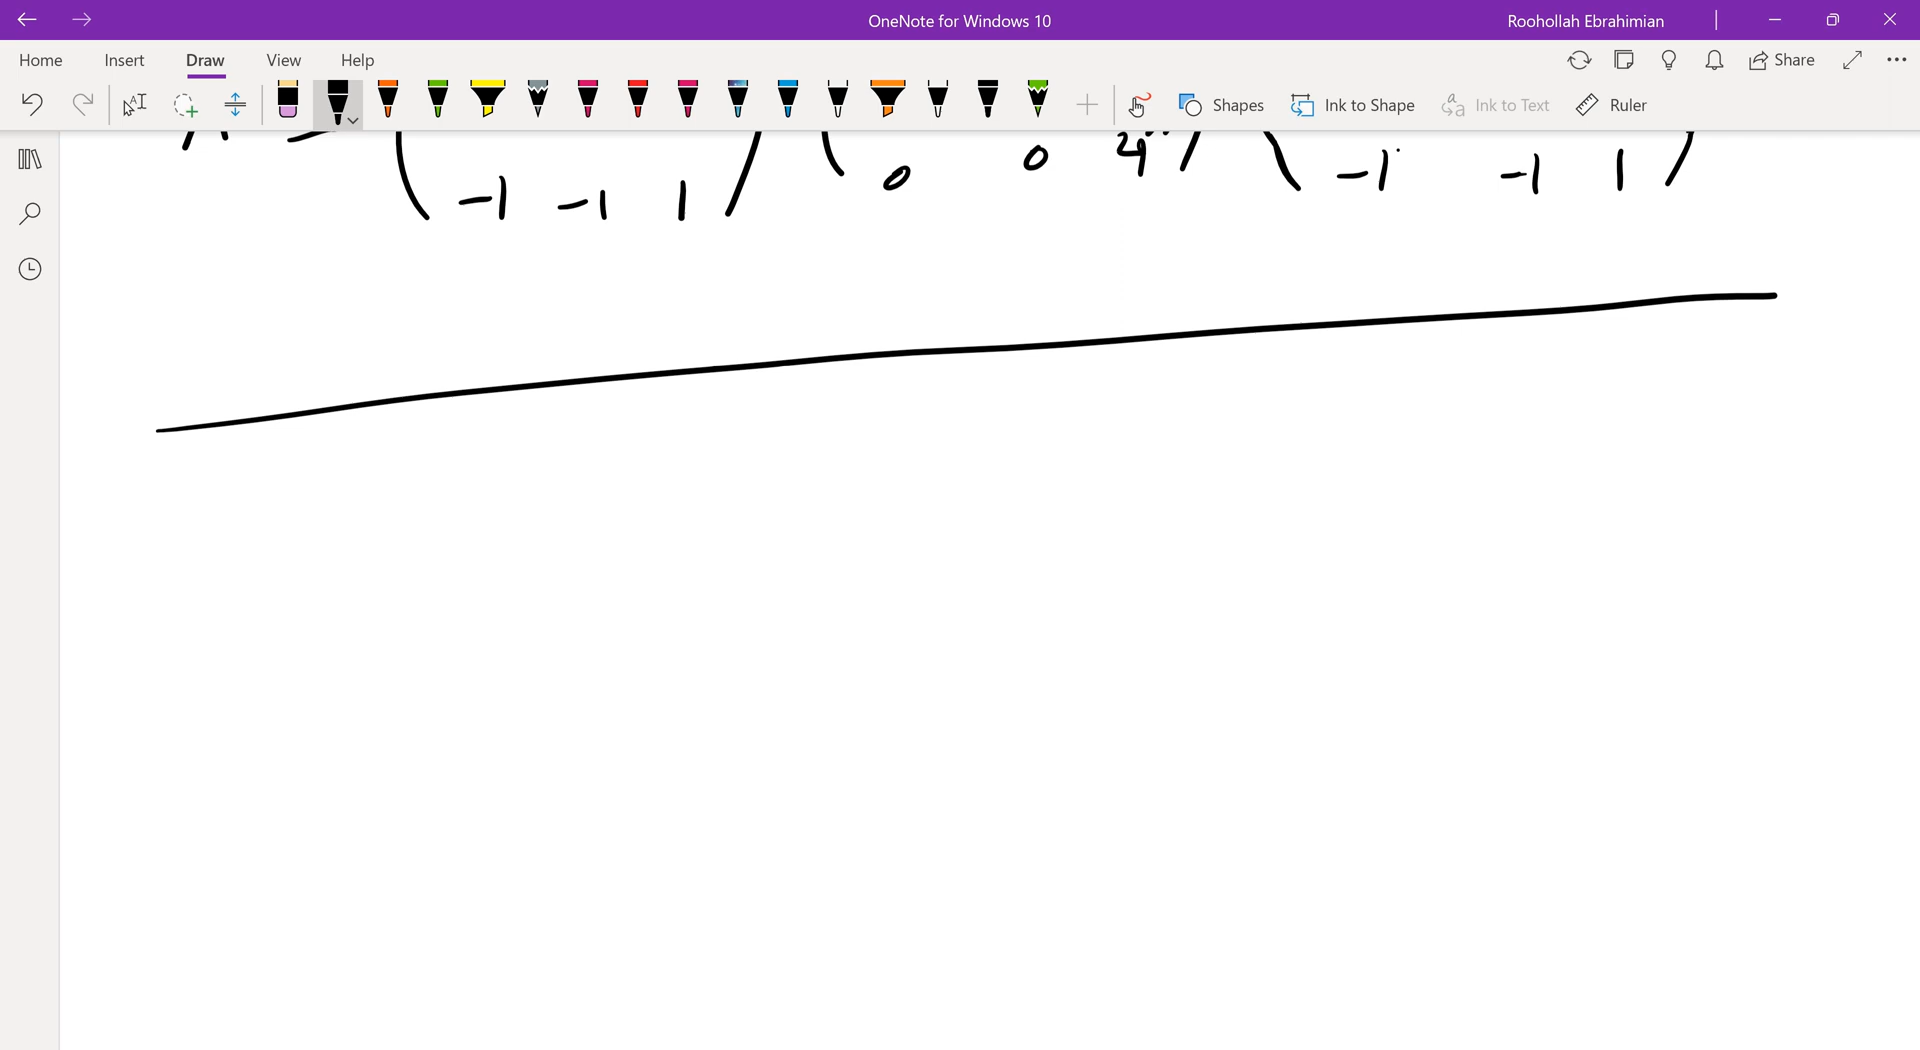 OneNote for Windows 10
Roohollah Ebrahimian
Home Insert Draw View Help Share
Shapes Ink to Shape Ink to Text Ruler
0 0 4
-1 -1 1 -1 -1 1